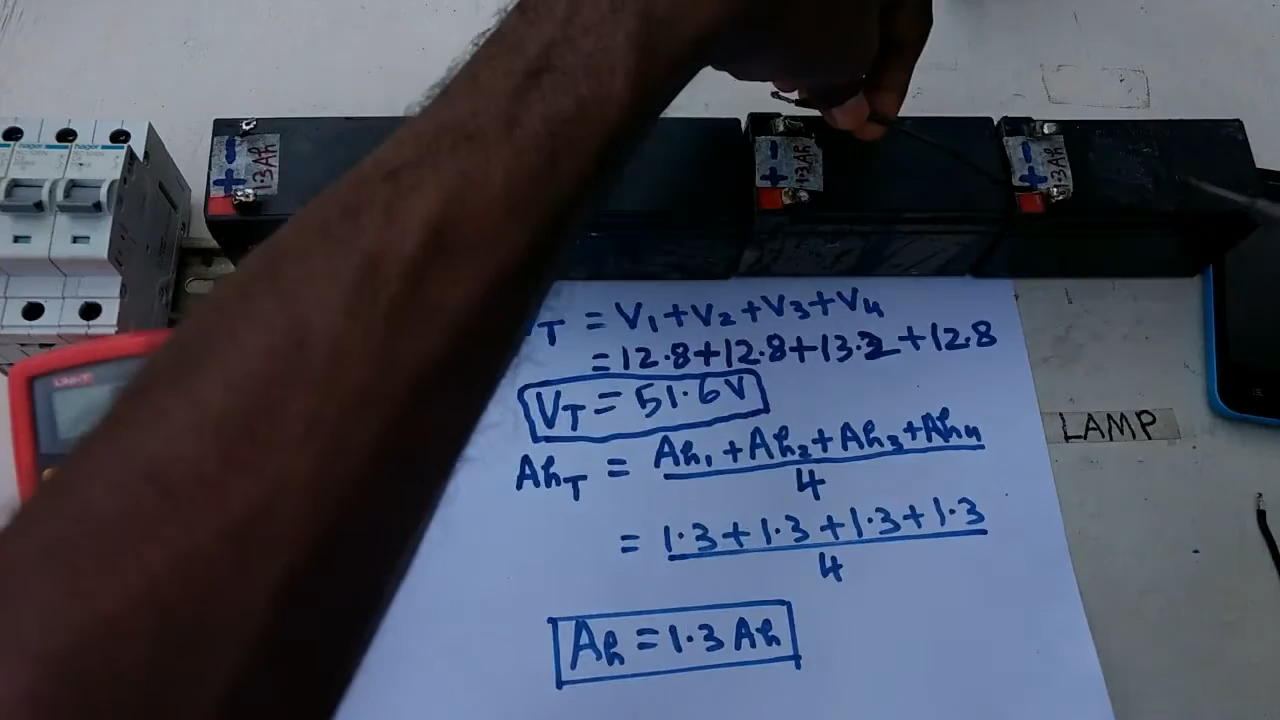 - +
1.3Ah
- +
1.3Ah
- +
1.3Ah
UNI-T
T = V1+V2+V3+V4
= 12.8+12.8+13.2+12.8
VT = 51.6V
AhT = Ah1+Ah2+Ah3+Ah4
4
= 1.3+1.3+1.3+1.3
4
Ah = 1.3 Ah
LAMP